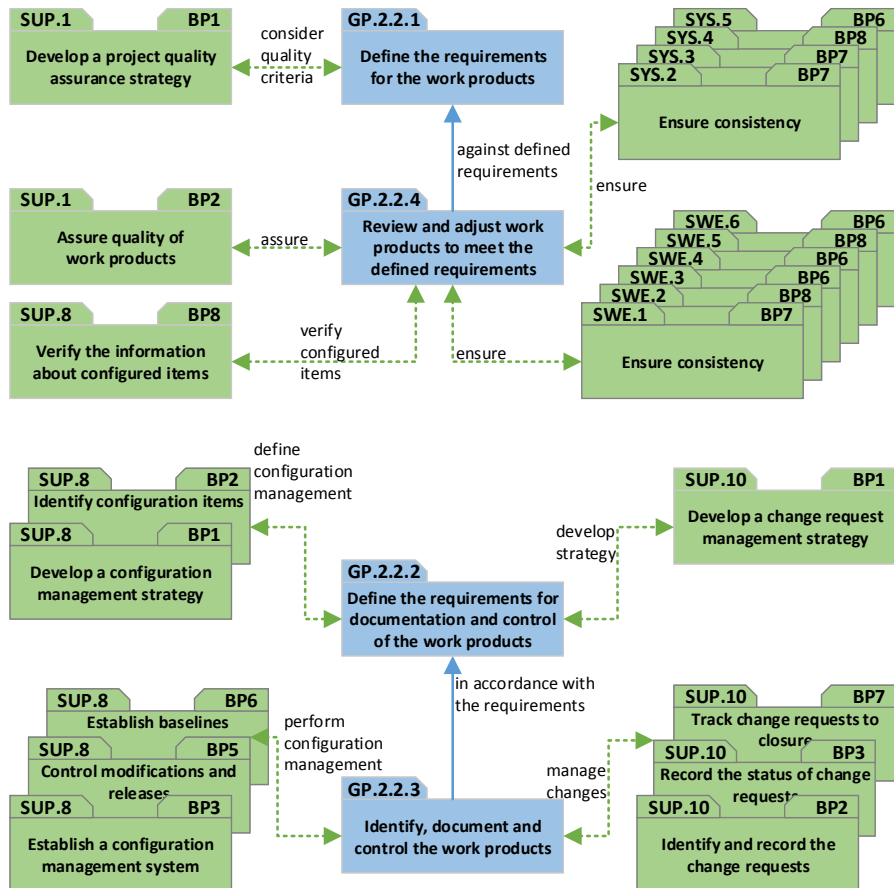 SUP.1 BP1
Develop a project quality
assurance strategy
consider
quality
criteria
GP.2.2.1
Define the requirements
for the work products
SYS.5 BP6
SYS.4 BP8
SYS.3 BP7
SYS.2 BP7
Ensure consistency
against defined
requirements
ensure
SUP.1 BP2
Assure quality of
work products
assure
GP.2.2.4
Review and adjust work
products to meet the
defined requirements
SWE.6 BP6
SWE.5 BP8
SWE.4 BP6
SWE.3 BP6
SWE.2 BP8
SWE.1 BP7
Ensure consistency
SUP.8 BP8
Verify the information
about configured items
verify
configured
items
ensure
define
configuration
management
SUP.8 BP2
Identify configuration items
SUP.8 BP1
Develop a configuration
management strategy
SUP.10 BP1
Develop a change request
management strategy
develop
strategy
GP.2.2.2
Define the requirements for
documentation and control
of the work products
in accordance with
the requirements
SUP.8 BP6
Establish baselines
SUP.8 BP5
Control modifications and
releases
SUP.8 BP3
Establish a configuration
management system
perform
configuration
management
GP.2.2.3
Identify, document and
control the work products
manage
changes
SUP.10 BP7
Track change requests to
closure
SUP.10 BP3
Record the status of change
requests
SUP.10 BP2
Identify and record the
change requests